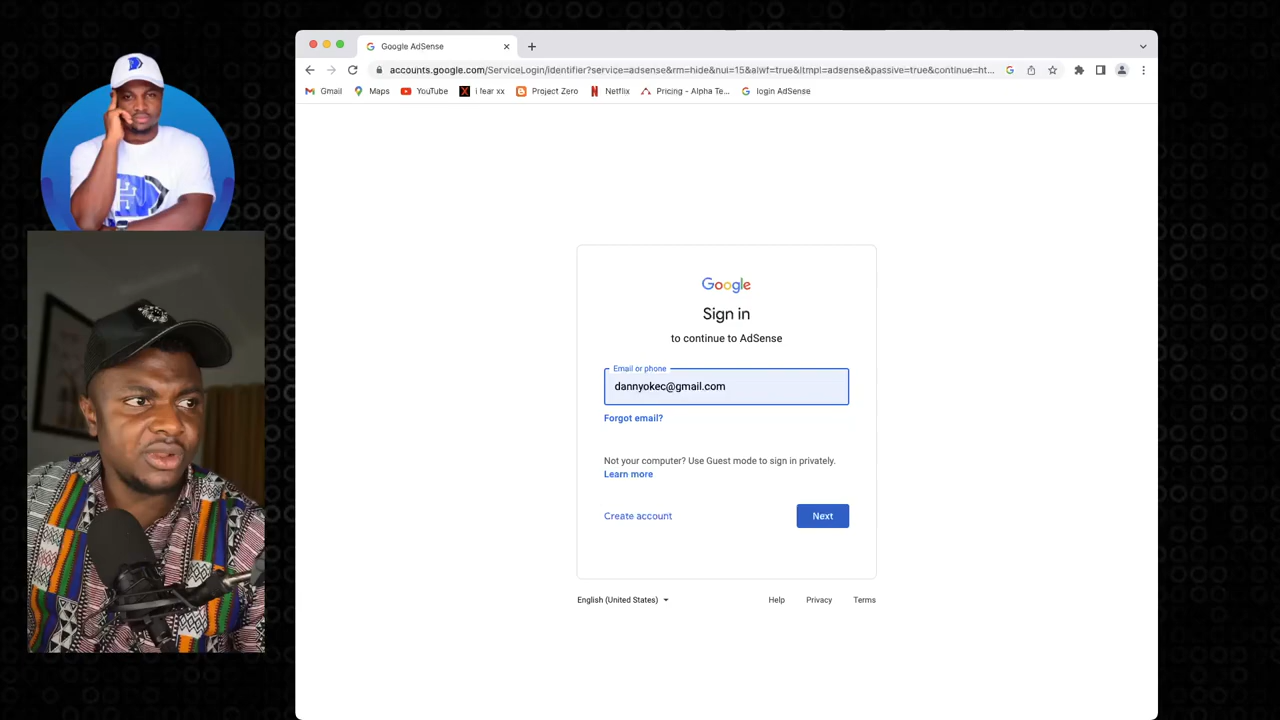 Google AdSense
accounts.google.com/ServiceLogin/identifier?service=adsense&rm=hide&nui=15&alwf=true&ltmpl=adsense&passive=true&continue=ht...
Gmail
Maps
YouTube
i fear xx
Project Zero
Netflix
Pricing - Alpha Te...
login AdSense
Google
Sign in
to continue to AdSense
Email or phone
dannyokec@gmail.com
Forgot email?
Not your computer? Use Guest mode to sign in privately.
Learn more
Create account
Next
English (United States)
Help
Privacy
Terms